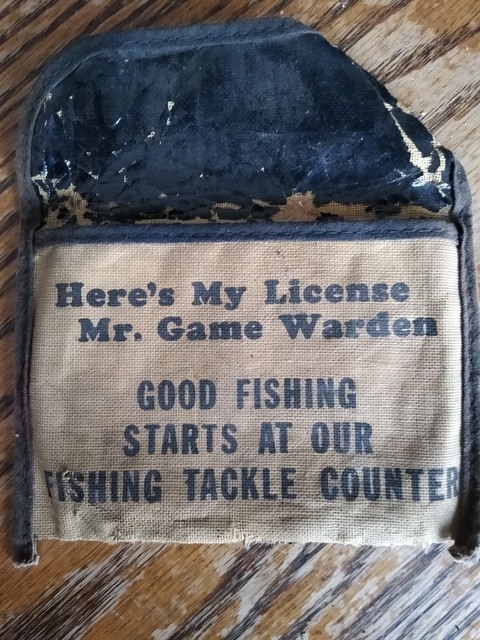 Here's My License
Mr. Game Warden
GOOD FISHING
STARTS AT OUR
FISHING TACKLE COUNTER